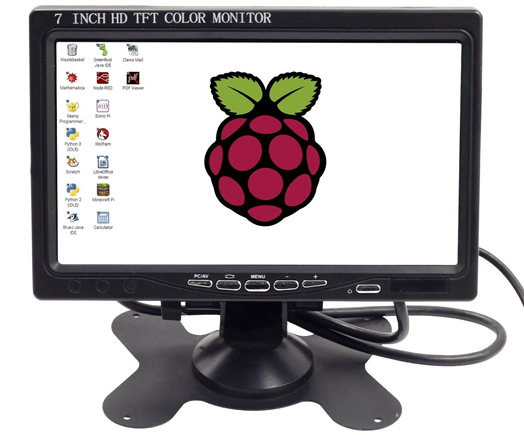 7 INCH HD TFT COLOR MONITOR
Wastebasket
Greenfoot
Java IDE
Claws Mail
Mathematica
Node-RED
PDF Viewer
Geany
Programmer...
Sonic Pi
Python 3
(IDLE)
Wolfram
Scratch
LibreOffice
Writer
Python 2
(IDLE)
Minecraft Pi
BlueJ Java
IDE
Calculator
PC/AV
MENU
-
+